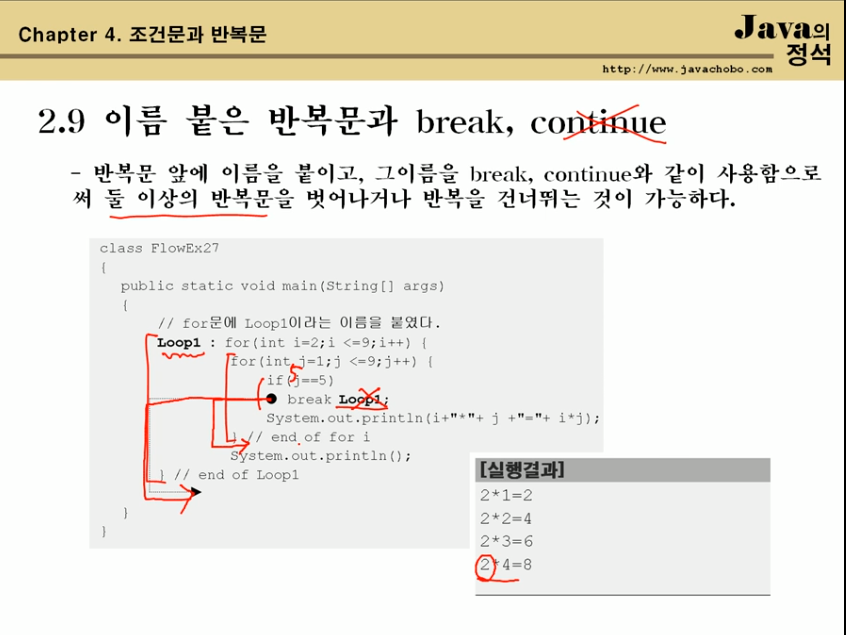 Chapter 4. 조건문과 반복문
Java의
정석
http://www.javachobo.com
2.9 이름 붙은 반복문과 break, continue
- 반복문 앞에 이름을 붙이고, 그이름을 break, continue와 같이 사용함으로
써 둘 이상의 반복문을 벗어나거나 반복을 건너뛰는 것이 가능하다.
class FlowEx27
{
public static void main(String[] args)
{
// for문에 Loop1이라는 이름을 붙였다.
Loop1 : for(int i=2;i <=9;i++) {
for(int j=1;j <=9;j++) {
5
if(j==5)
break Loop1;
System.out.println(i+"*"+ j +"="+ i*j);
} // end of for i
System.out.println();
} // end of Loop1
}
}
[실행결과]
2*1=2
2*2=4
2*3=6
2*4=8